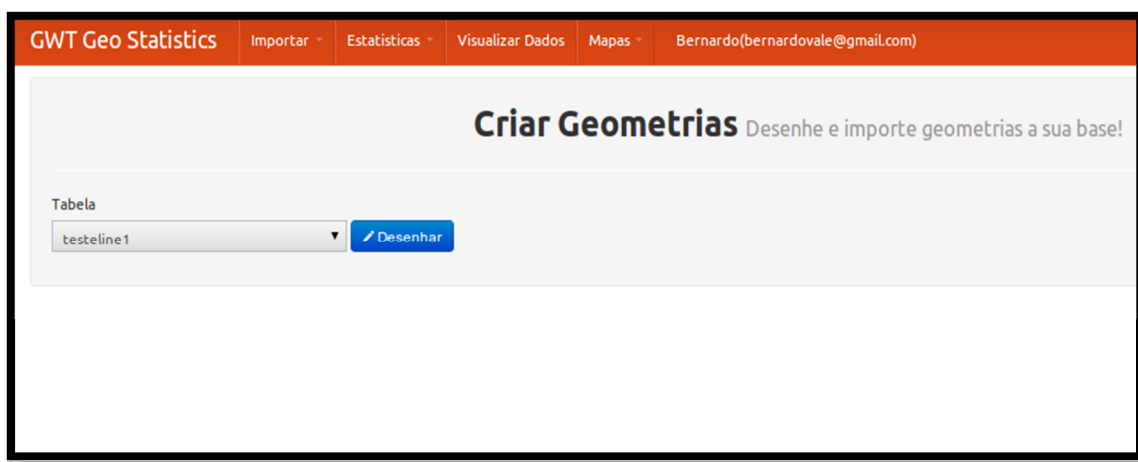 GWT Geo Statistics Importar Estatisticas Visualizar Dados Mapas Bernardo(bernardovale@gmail.com)
Criar Geometrias Desenhe e importe geometrias a sua base!
Tabela
testeline1 Desenhar